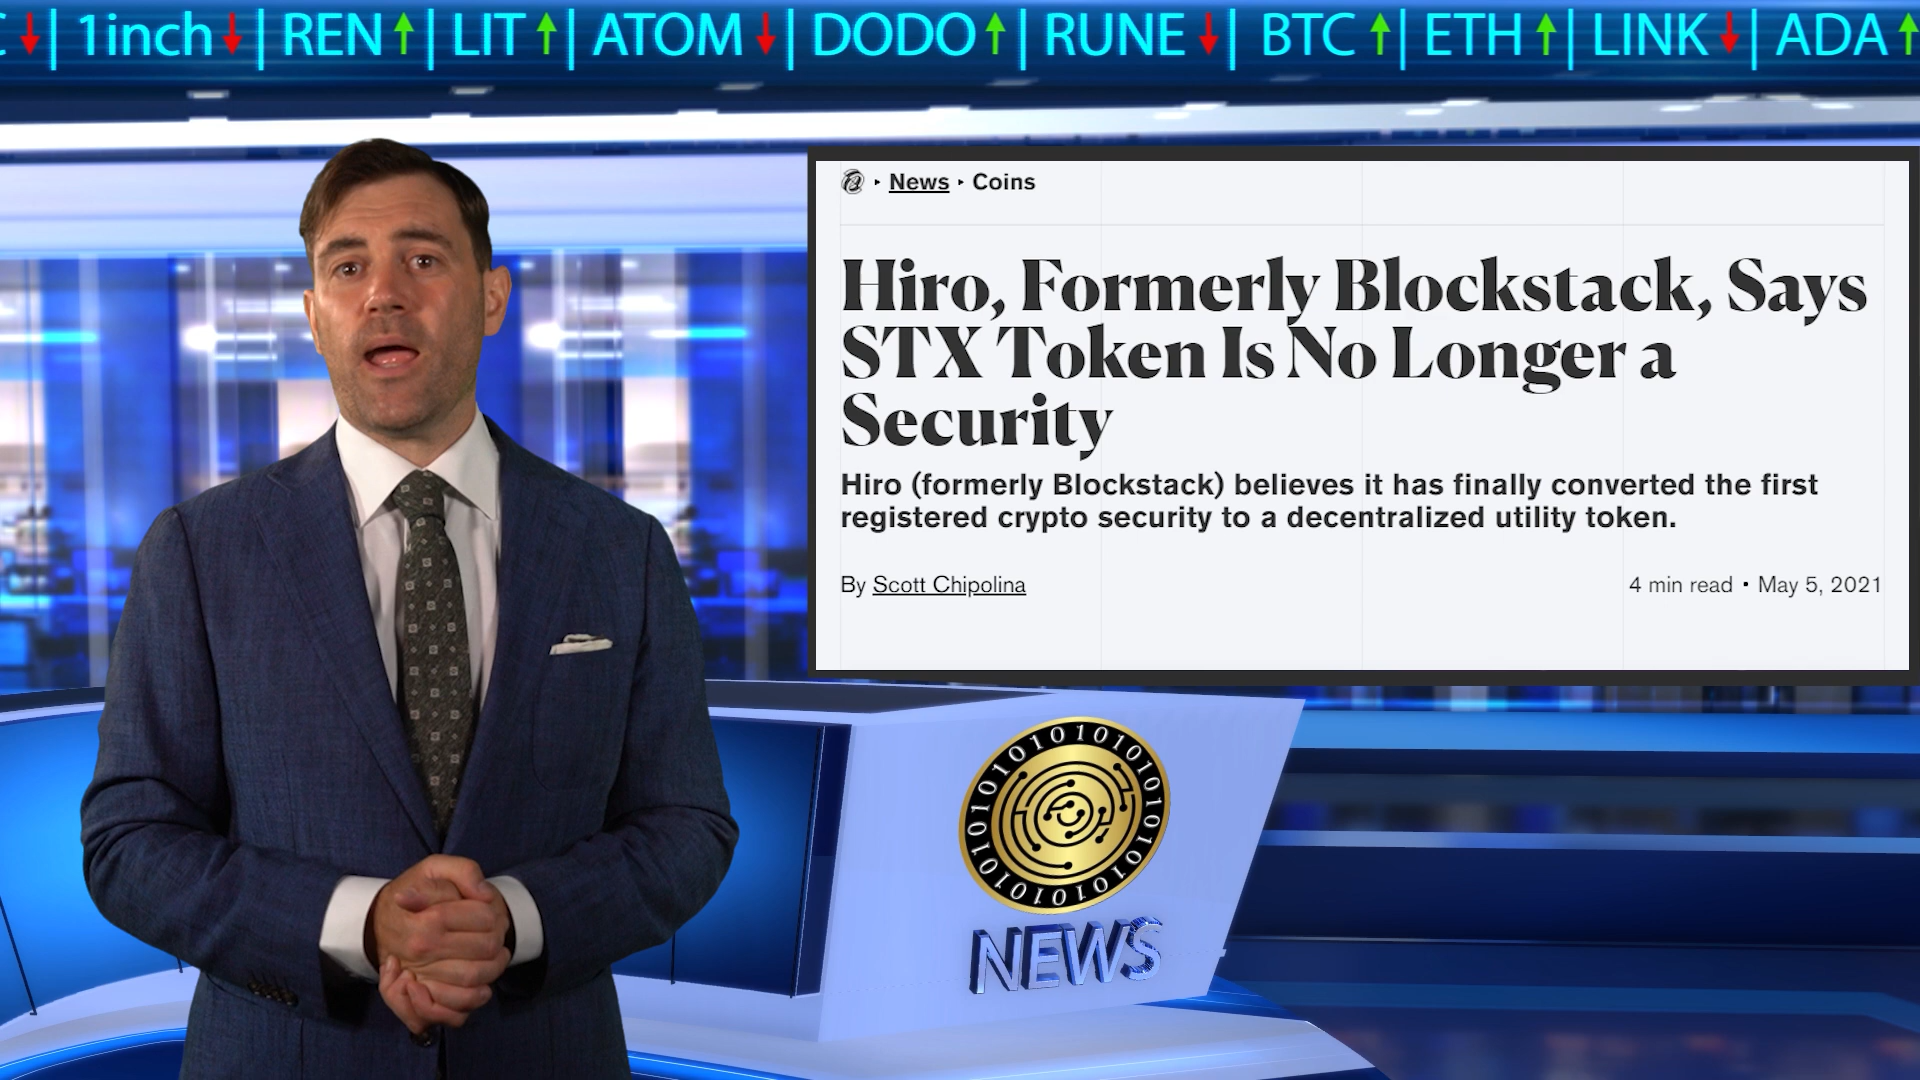 1inch | REN | LIT | ATOM | DODO | RUNE | BTC | ETH | LINK | ADA
News ‣ Coins
Hiro, Formerly Blockstack, Says
STX Token Is No Longer a
Security
Hiro (formerly Blockstack) believes it has finally converted the first
registered crypto security to a decentralized utility token.
By Scott Chipolina
4 min read • May 5, 2021
NEWS